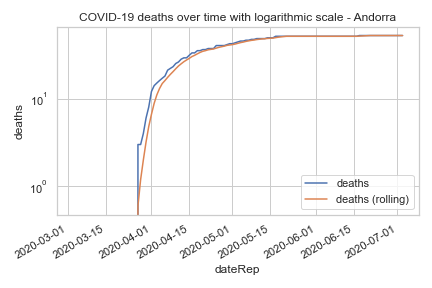 COVID-19 deaths over time with logarithmic scale - Andorra
deaths
10¹
10⁰
deaths
deaths (rolling)
2020-03-01
2020-03-15
2020-04-01
2020-04-15
2020-05-01
2020-05-15
2020-06-01
2020-06-15
2020-07-01
dateRep